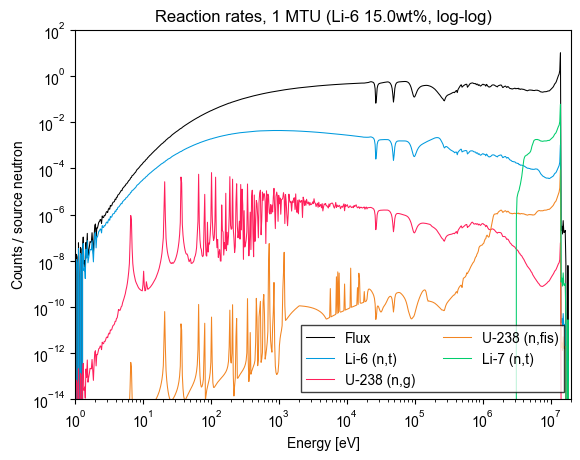 Reaction rates, 1 MTU (Li-6 15.0wt%, log-log)
Counts / source neutron
10^2
10^0
10^−2
10^−4
10^−6
10^−8
10^−10
10^−12
10^−14
Flux
Li-6 (n,t)
U-238 (n,g)
U-238 (n,fis)
Li-7 (n,t)
10^0 10^1 10^2 10^3 10^4 10^5 10^6 10^7
Energy [eV]